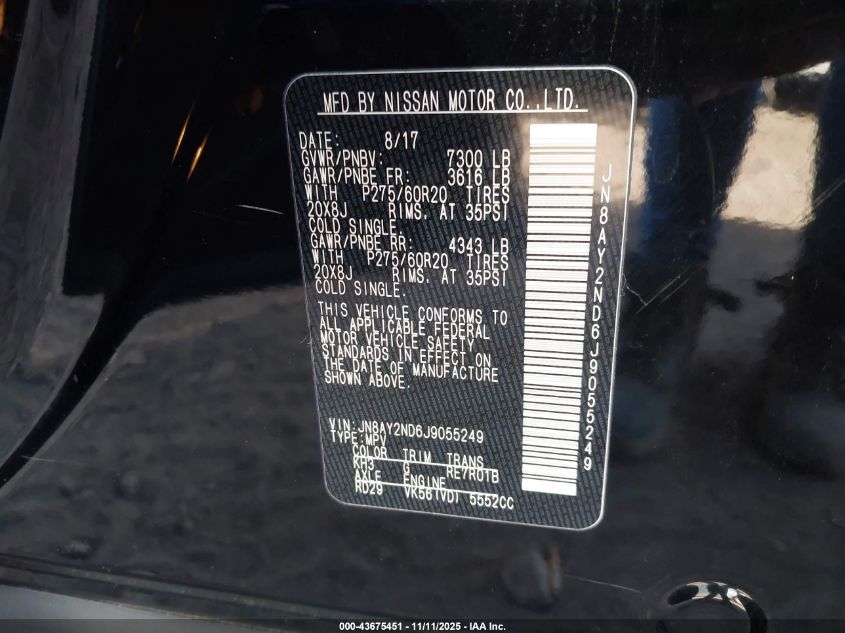 MFD BY NISSAN MOTOR CO.,LTD.
DATE: 8/17
GVWR/PNBV: 7300 LB
GAWR/PNBE FR: 3616 LB
WITH P275/60R20 TIRES
20X8J RIMS. AT 35PSI
COLD SINGLE.
GAWR/PNBE RR: 4343 LB
WITH P275/60R20 TIRES
20X8J RIMS. AT 35PSI
COLD SINGLE.
THIS VEHICLE CONFORMS TO
ALL APPLICABLE FEDERAL
MOTOR VEHICLE SAFETY
STANDARDS IN EFFECT ON
THE DATE OF MANUFACTURE
SHOWN ABOVE.
VIN:JN8AY2ND6J9055249
TYPE:MPV
COLOR TRIM TRANS
KH3 G RE7R01B
AXLE ENGINE
RD29 VK56(VD) 5552CC
JN8AY2ND6J9055249
000-43675451 - 11/11/2025 - IAA Inc.